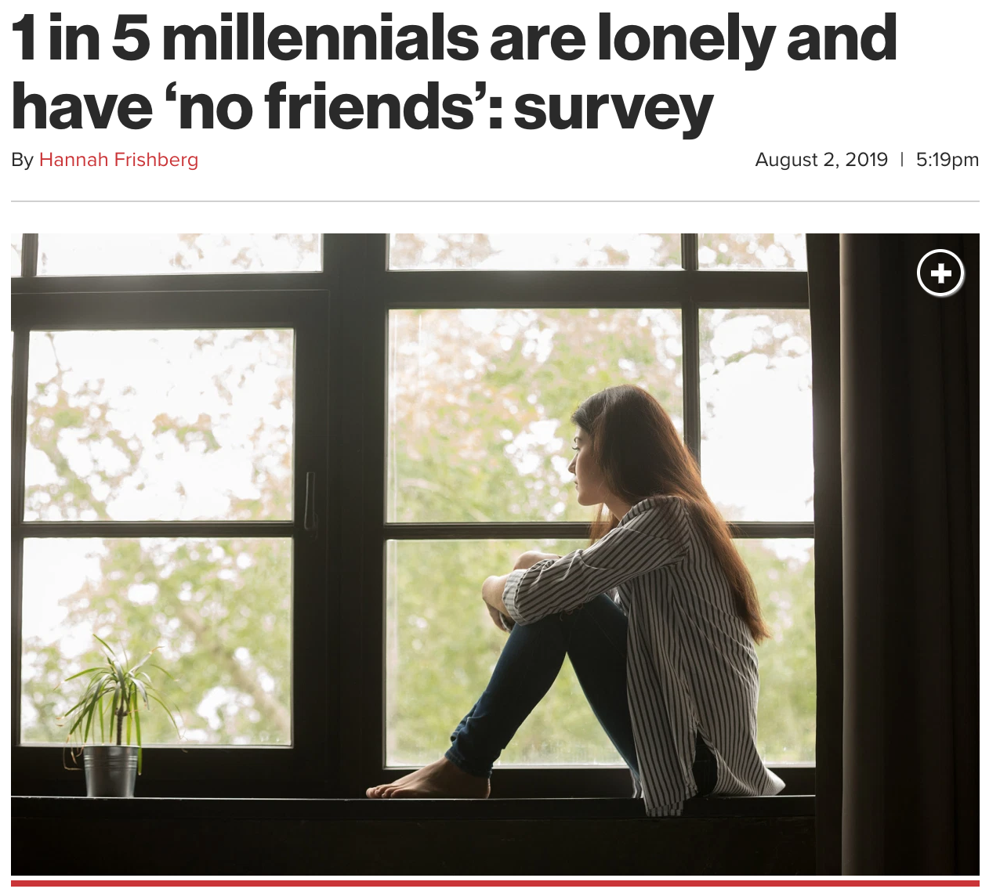 1 in 5 millennials are lonely and
have ‘no friends’: survey
By Hannah Frishberg
August 2, 2019 | 5:19pm